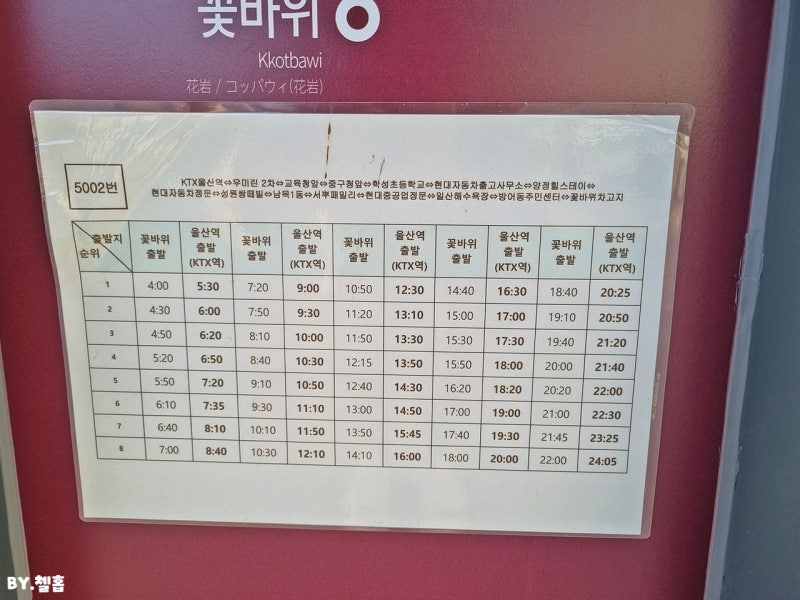 꽃바위
Kkotbawi
花岩 / コッパウィ(花岩)
5002번
KTX울산역⇔우미린 2차⇔교육청앞⇔중구청앞⇔학성초등학교⇔현대자동차출고사무소⇔양정힐스테이⇔
현대자동차정문⇔성원쌍떼빌⇔남목1동⇔서부패밀리⇔현대중공업정문⇔일산해수욕장⇔방어동주민센터⇔꽃바위차고지
출발지 순위 꽃바위 출발 울산역 출발 (KTX역) 꽃바위 출발 울산역 출발 (KTX역) 꽃바위 출발 울산역 출발 (KTX역) 꽃바위 출발 울산역 출발 (KTX역) 꽃바위 출발 울산역 출발 (KTX역)
1 4:00 5:30 7:20 9:00 10:50 12:30 14:40 16:30 18:40 20:25
2 4:30 6:00 7:50 9:30 11:20 13:10 15:00 17:00 19:10 20:50
3 4:50 6:20 8:10 10:00 11:50 13:30 15:30 17:30 19:40 21:20
4 5:20 6:50 8:40 10:30 12:15 13:50 15:50 18:00 20:00 21:40
5 5:50 7:20 9:10 10:50 12:40 14:30 16:20 18:20 20:20 22:00
6 6:10 7:35 9:30 11:10 13:00 14:50 17:00 19:00 21:00 22:30
7 6:40 8:10 10:10 11:50 13:50 15:45 17:40 19:30 21:45 23:25
8 7:00 8:40 10:30 12:10 14:10 16:00 18:00 20:00 22:00 24:05
BY.첼홉